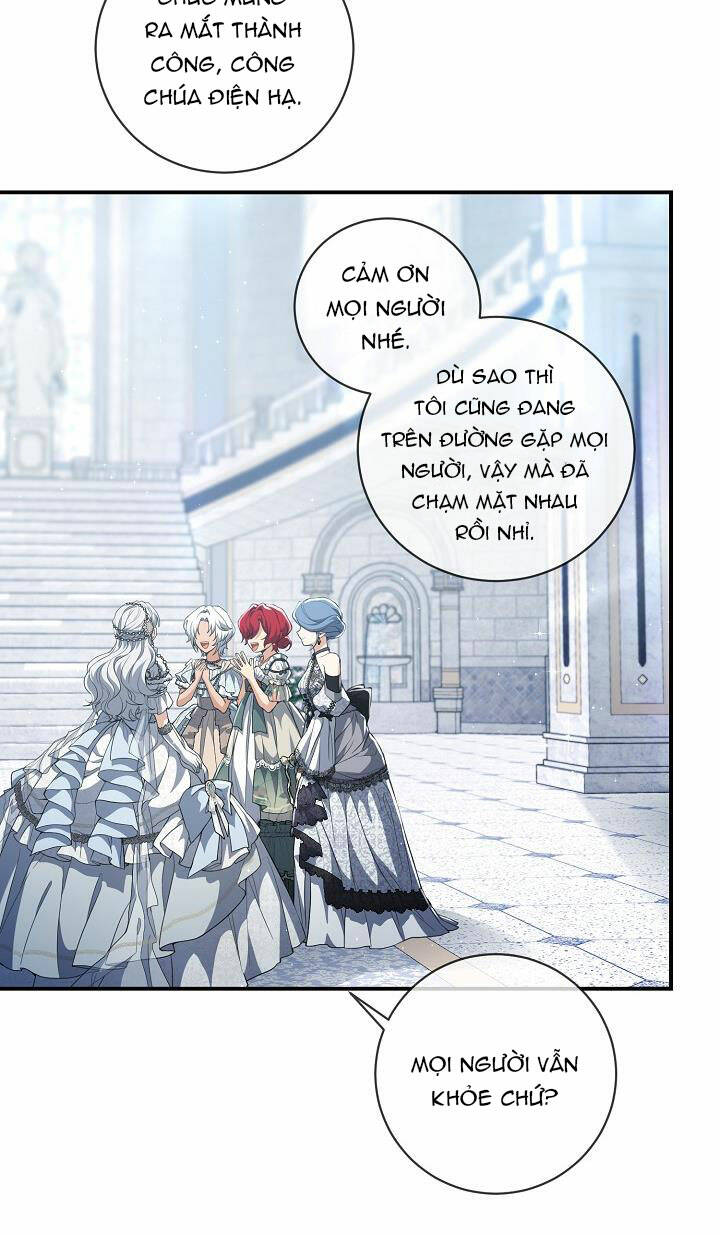 RA MẮT THÀNH
CÔNG, CÔNG
CHÚA ĐIỆN HẠ.
CẢM ƠN
MỌI NGƯỜI
NHÉ.
DÙ SAO THÌ
TÔI CŨNG ĐANG
TRÊN ĐƯỜNG GẶP MỌI
NGƯỜI, VẬY MÀ ĐÃ
CHẠM MẶT NHAU
RỒI NHỈ.
MỌI NGƯỜI VẪN
KHỎE CHỨ?